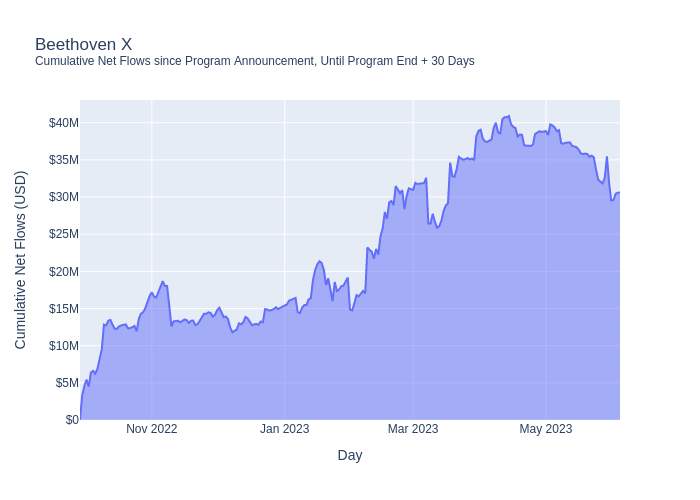 Beethoven X
Cumulative Net Flows since Program Announcement, Until Program End + 30 Days
Cumulative Net Flows (USD)
$40M
$35M
$30M
$25M
$20M
$15M
$10M
$5M
$0
Nov 2022
Jan 2023
Mar 2023
May 2023
Day